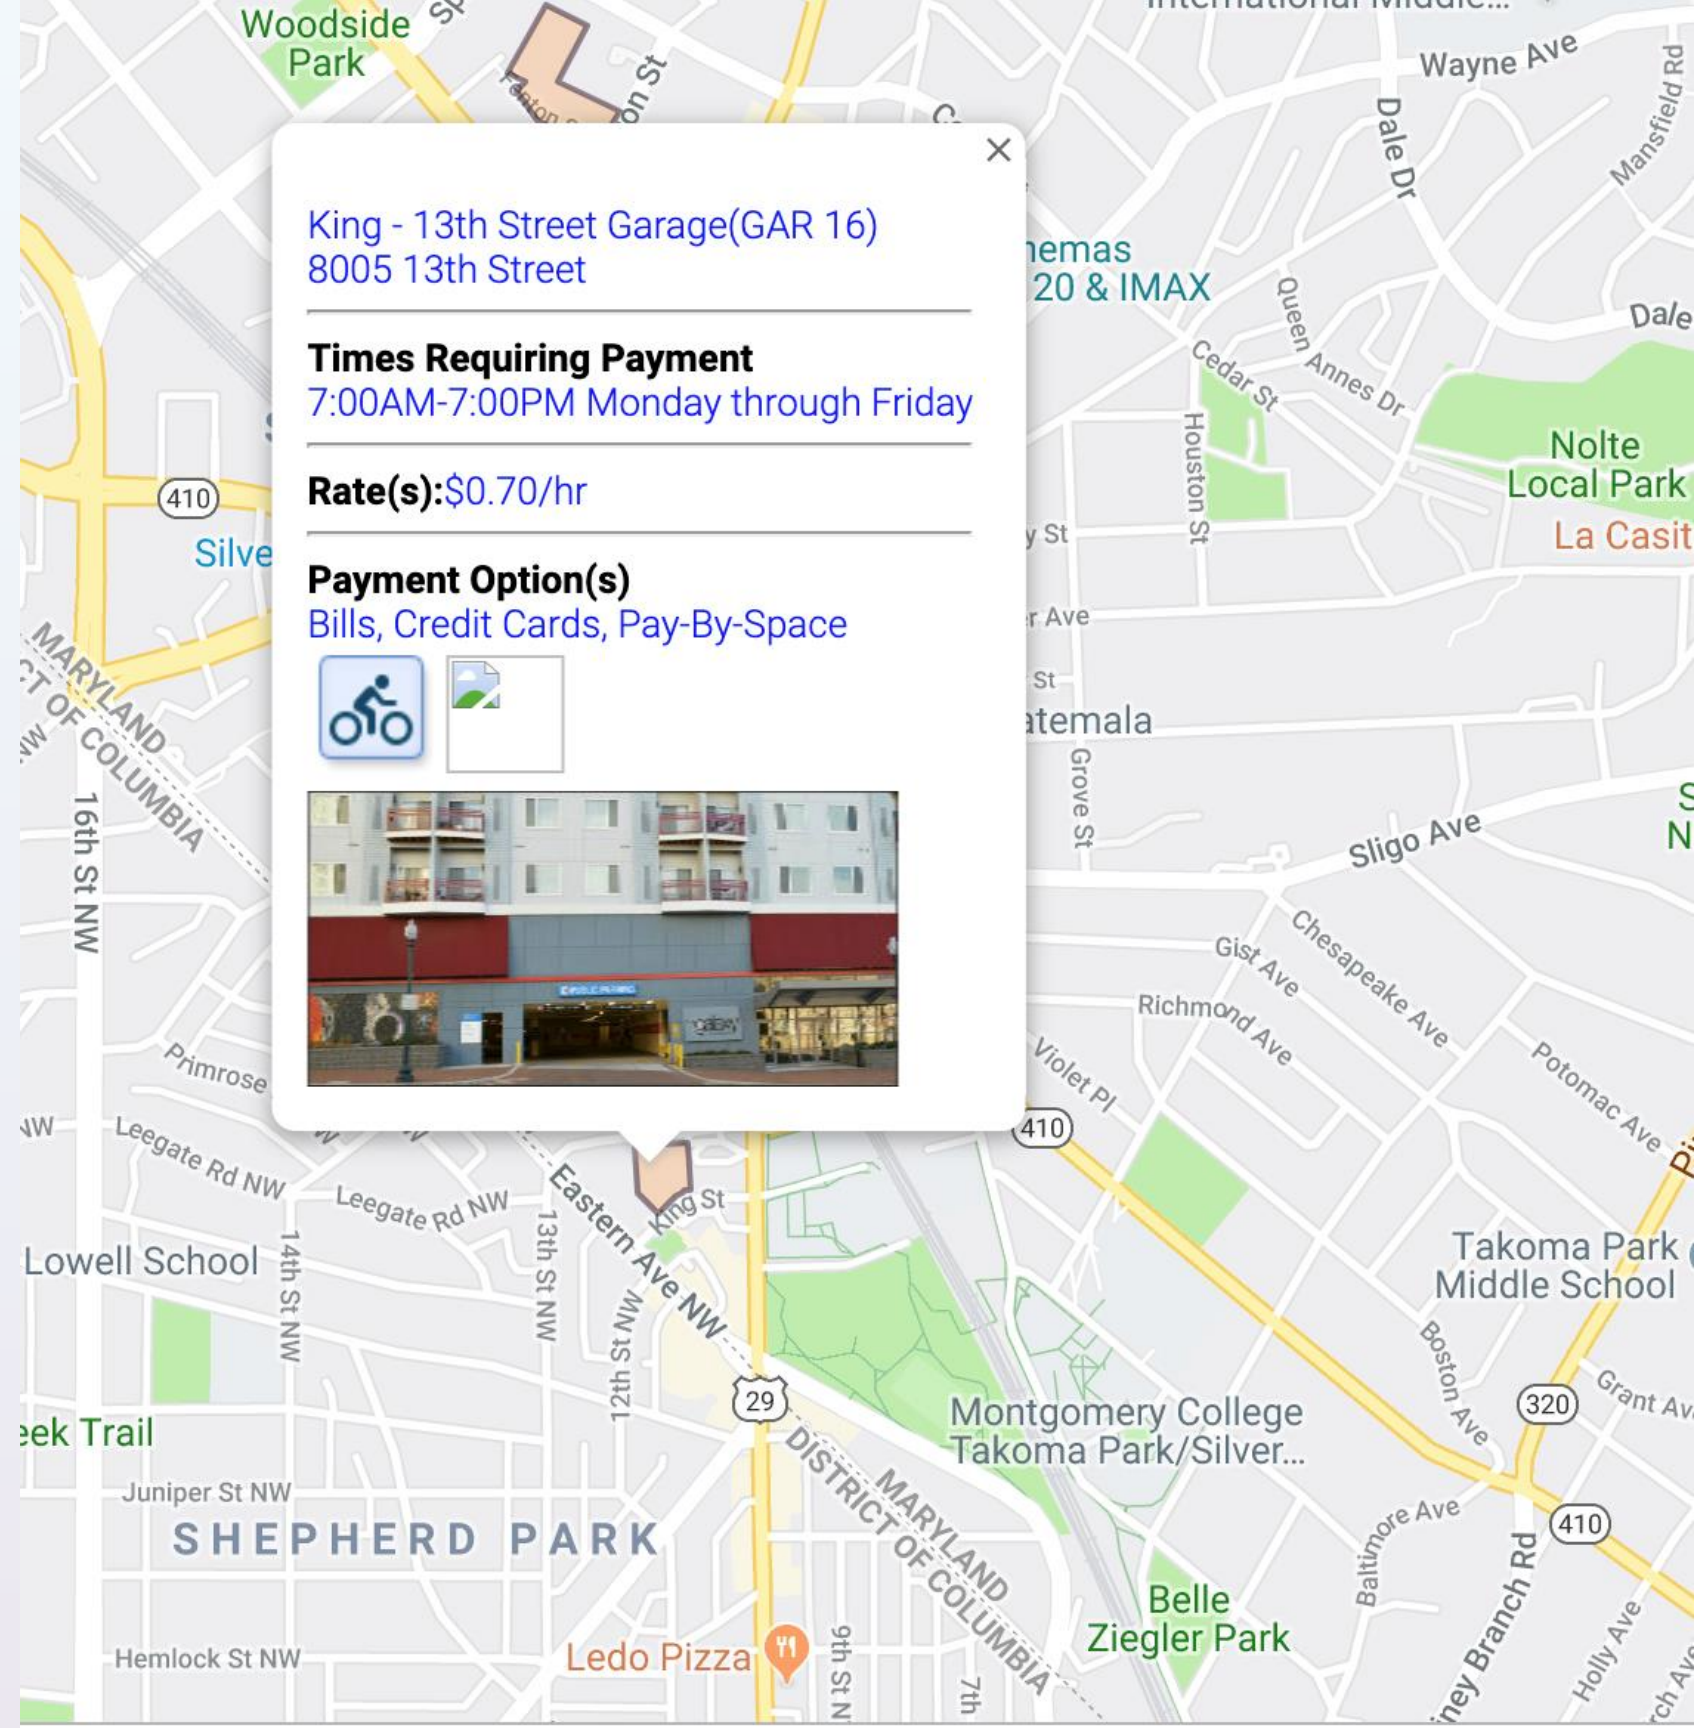 Woodside
Park
Wayne Ave
Dale Dr
Mansfield Rd
King - 13th Street Garage(GAR 16)
8005 13th Street
20 & IMAX
Queen Annes Dr
Dale
Times Requiring Payment
7:00AM-7:00PM Monday through Friday
Cedar St
Houston St
Nolte
Local Park
410
Rate(s):$0.70/hr
Payment Option(s)
Bills, Credit Cards, Pay-By-Space
St
Ave
St
MARYLAND
OF COLUMBIA
16th St NW
Grove St
Sligo Ave
Chesapeake Ave
Gist Ave
Richmond Ave
Violet Pl
Potomac Ave
Primrose
410
NW
Leegate Rd NW
Leegate Rd NW
Eastern Ave NW
King St
Lowell School
14th St NW
13th St NW
12th St NW
Takoma Park
Middle School
Boston Ave
29
320
Grant
Montgomery College
Takoma Park/Silver...
Trail
Juniper St NW
SHEPHERD PARK
MARYLAND
DISTRICT OF COLUMBIA
Baltimore Ave
410
Branch Rd
Belle
Ziegler Park
Hemlock St NW
Ledo Pizza
9th St
7th
Holly Ave